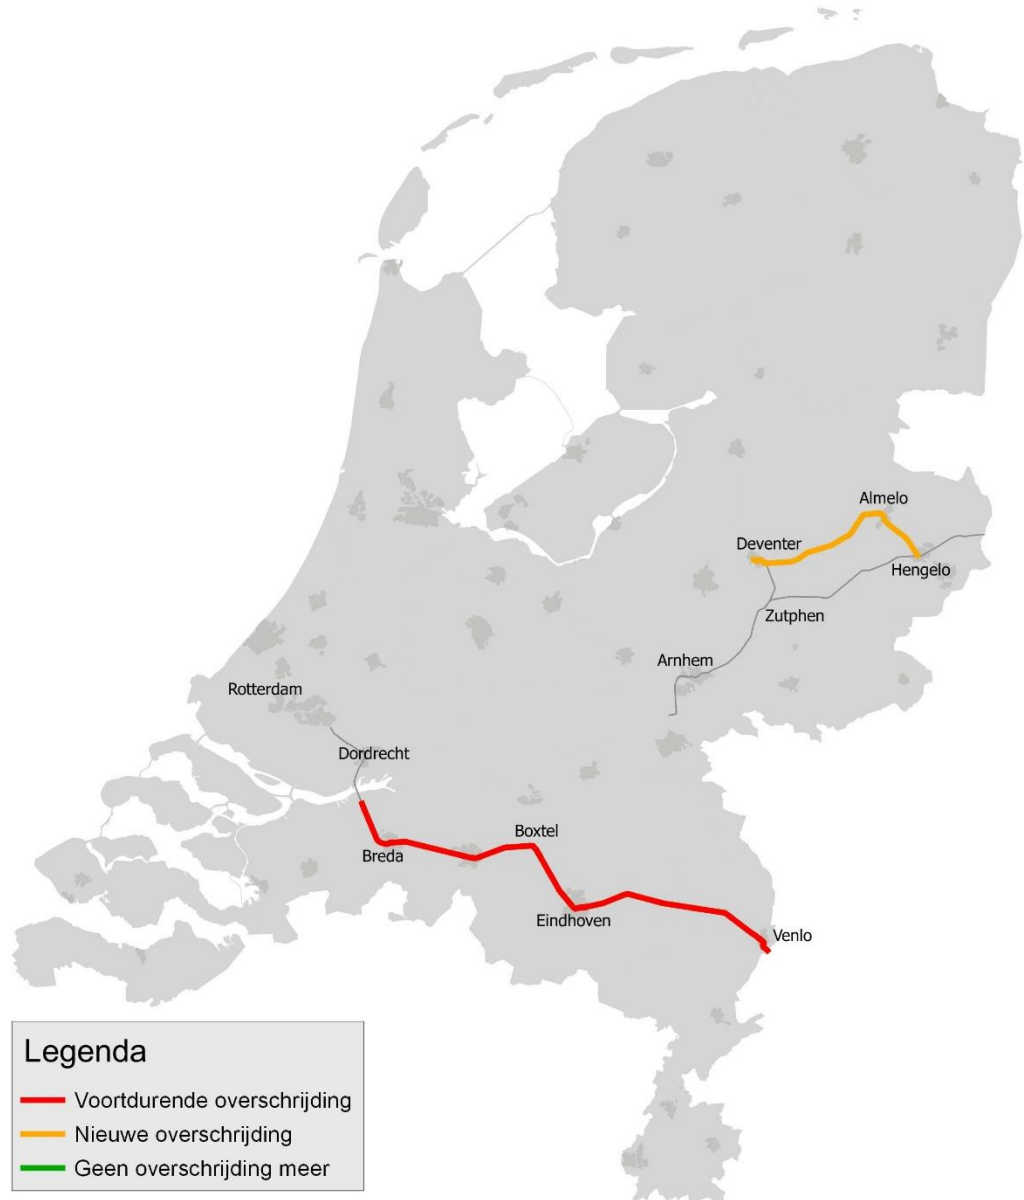 Almelo
Deventer
Hengelo
Zutphen
Arnhem
Rotterdam
Dordrecht
Boxtel
Breda
Eindhoven
Venlo
Legenda
Voortdurende overschrijding
Nieuwe overschrijding
Geen overschrijding meer